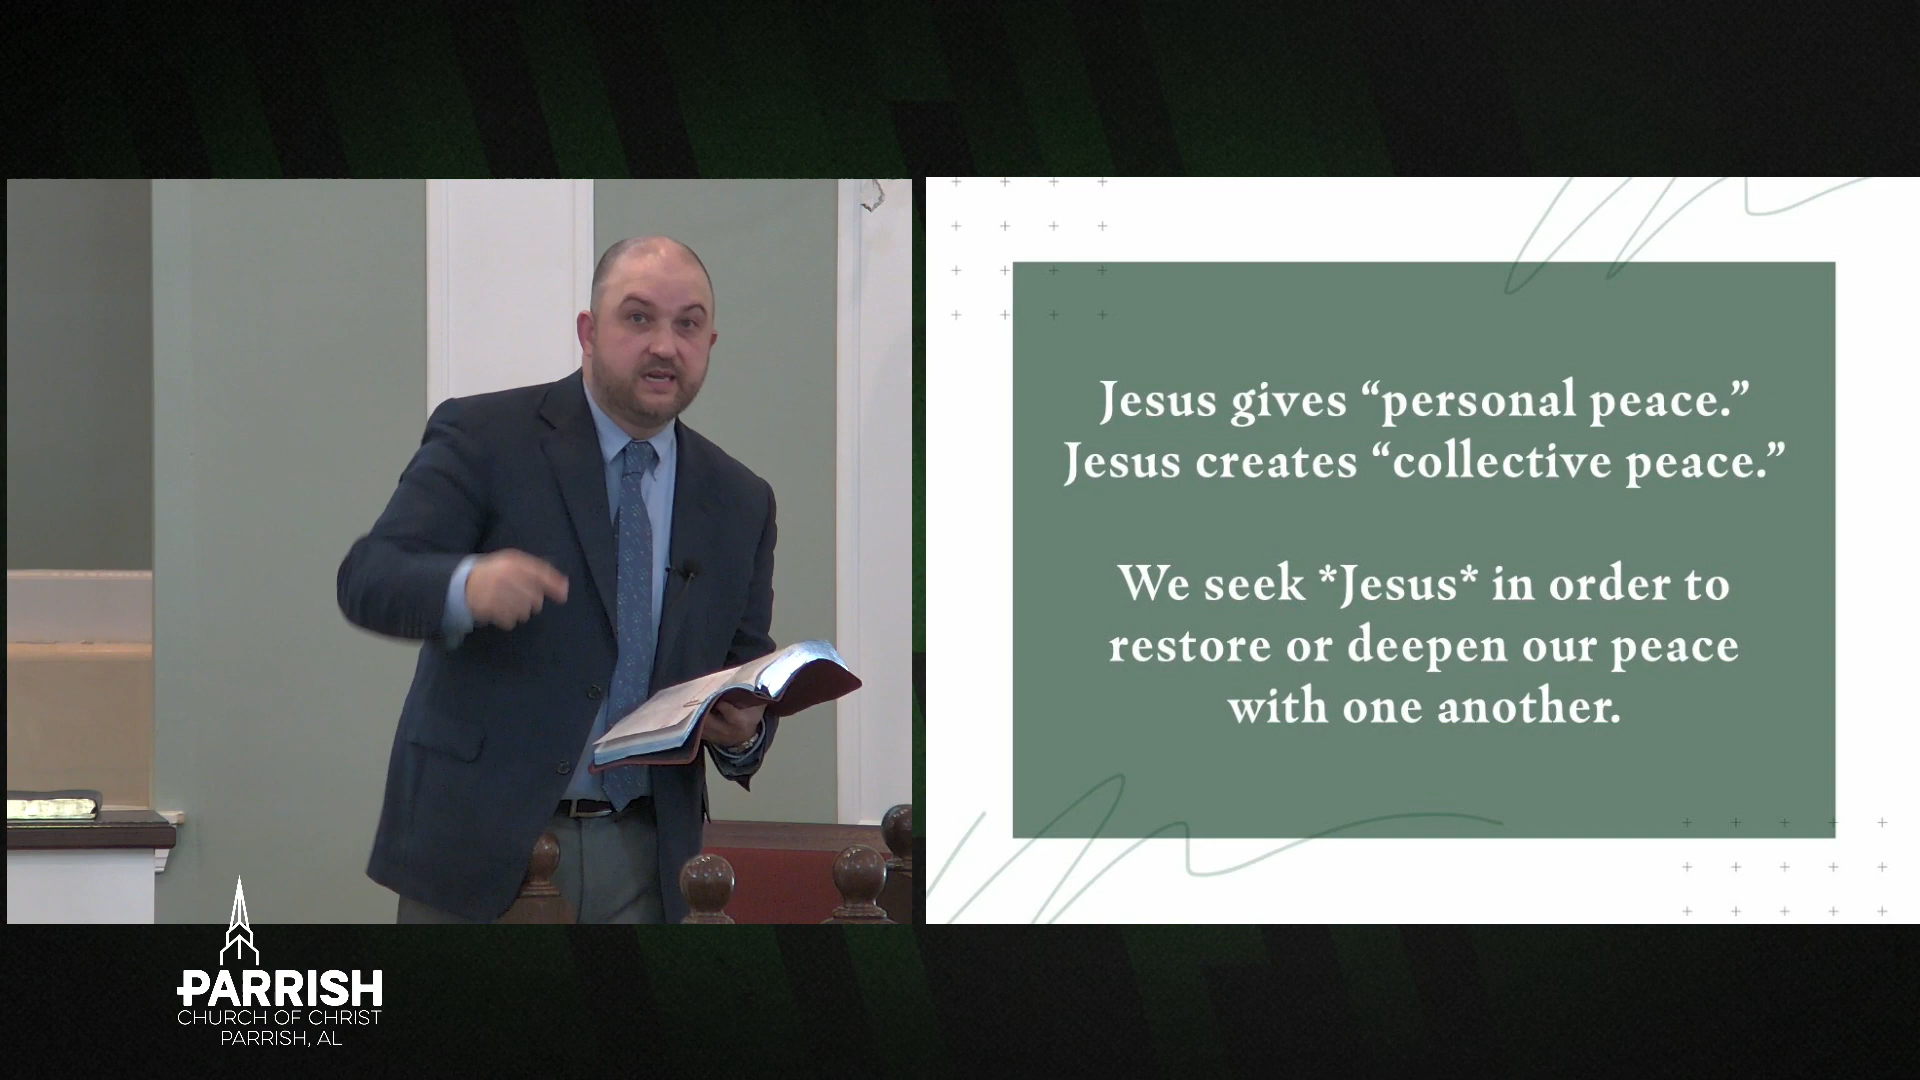 Jesus gives “personal peace.”
Jesus creates “collective peace.”
We seek *Jesus* in order to
restore or deepen our peace
with one another.
PARRISH
CHURCH OF CHRIST
PARRISH, AL